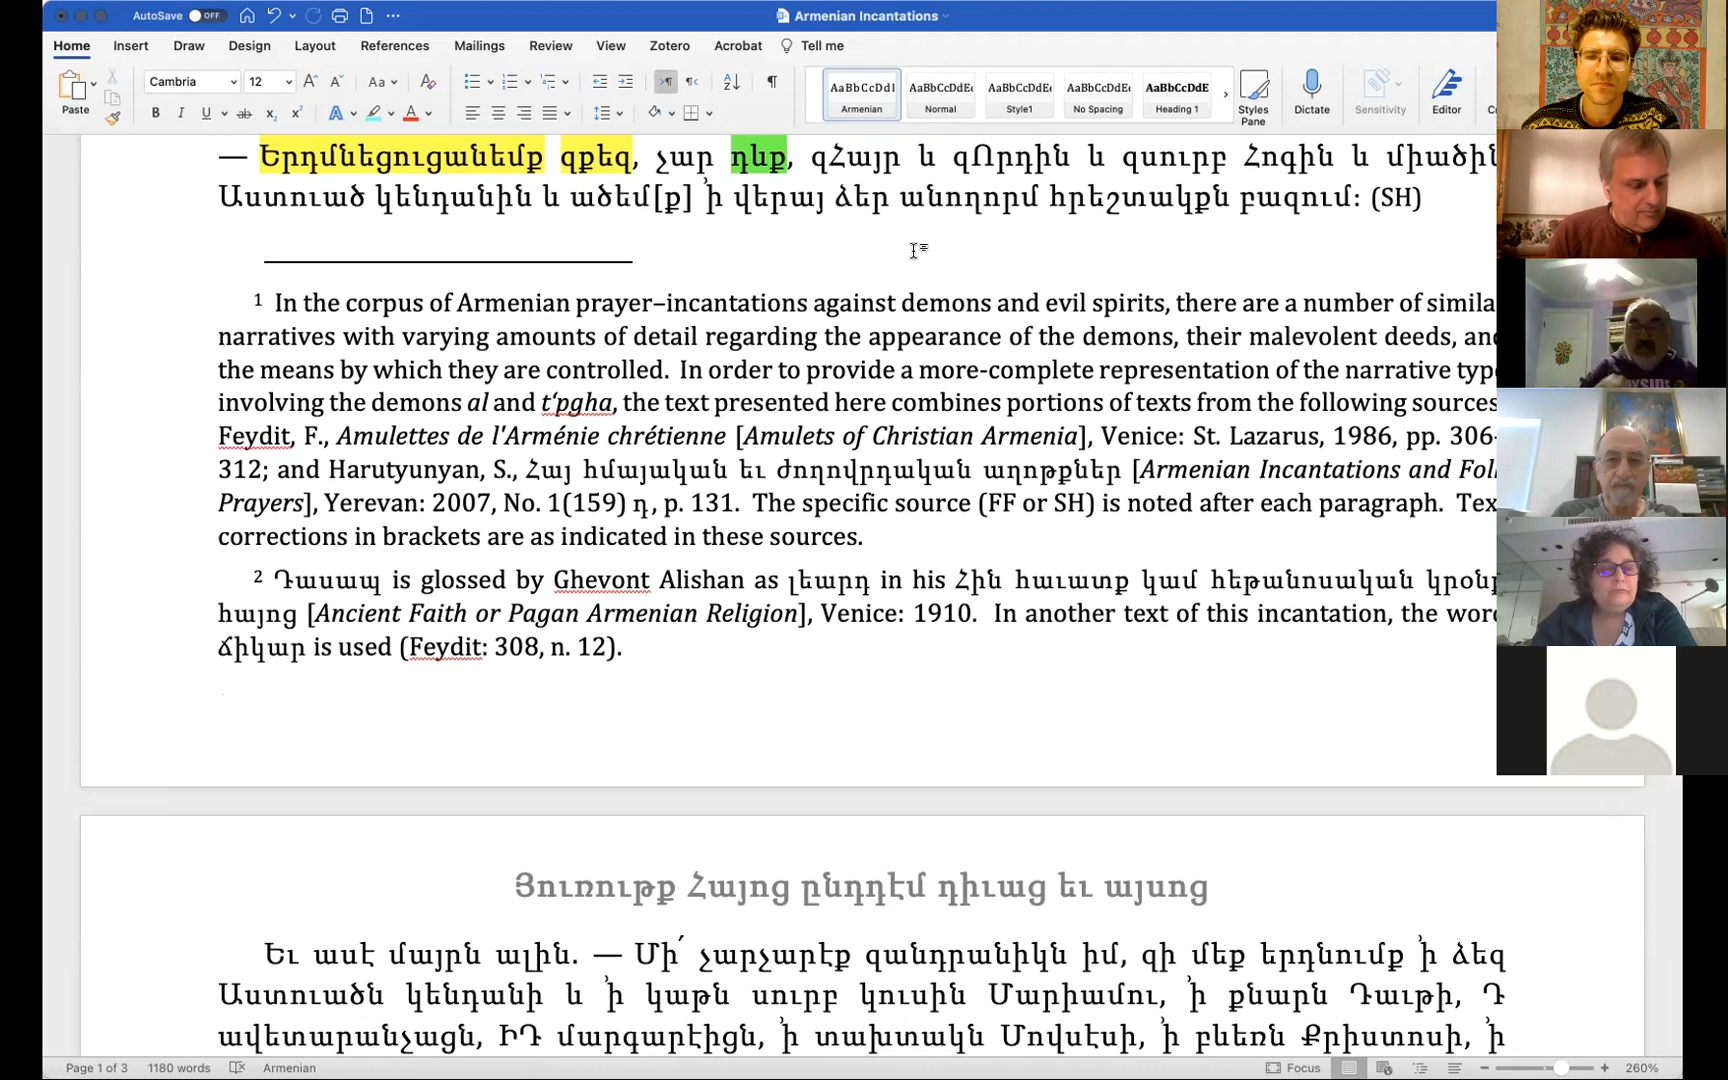 AutoSave OFF
Armenian Incantations
Home Insert Draw Design Layout References Mailings Review View Zotero Acrobat Tell me
Paste
Cambria 12
Aa
AaBbCcDdI AaBbCcDdEe AaBbCcDdEe AaBbCcDdEe AaBbCcDdE
Armenian Normal Style1 No Spacing Heading 1
Styles Pane Dictate Sensitivity Editor
— Երդմնեցուցանեմք զքեզ, չար դևք, զՀայր և զՈրդին և զսուրբ Հոգին և միածին
Աստուած կենդանին և ածեմ[ք] ՚ի վերայ ձեր անողորմ հրեշտակքն բազում։ (SH)
1 In the corpus of Armenian prayer–incantations against demons and evil spirits, there are a number of simila
narratives with varying amounts of detail regarding the appearance of the demons, their malevolent deeds, and
the means by which they are controlled. In order to provide a more-complete representation of the narrative type
involving the demons al and t‘pgha, the text presented here combines portions of texts from the following sources
Feydit, F., Amulettes de l'Arménie chrétienne [Amulets of Christian Armenia], Venice: St. Lazarus, 1986, pp. 306-
312; and Harutyunyan, S., Հայ հմայական եւ ժողովրդական աղոթքներ [Armenian Incantations and Fol
Prayers], Yerevan: 2007, No. 1(159) դ, p. 131. The specific source (FF or SH) is noted after each paragraph. Tex
corrections in brackets are as indicated in these sources.
2 Դասապ is glossed by Ghevont Alishan as լեարդ in his Հին հաւատք կամ հեթանոսական կրօնք
հայոց [Ancient Faith or Pagan Armenian Religion], Venice: 1910. In another text of this incantation, the wor
ճիկար is used (Feydit: 308, n. 12).
Յուռութք Հայոց ընդդէմ դիւաց եւ այսոց
Եւ ասէ մայրն ալին. — Մի՛ չարչարէք զանդրանիկն իմ, զի մեք երդնումք ՚ի ձեզ
Աստուածն կենդանի և ՚ի կաթն սուրբ կուսին Մարիամու, ՚ի քնարն Դաւթի, Դ
ավետարանչացն, ԻԴ մարգարէիցն, ՚ի տախտակն Մովսէսի, ՚ի բևեռն Քրիստոսի, ՚ի
Page 1 of 3 1180 words Armenian Focus 260%